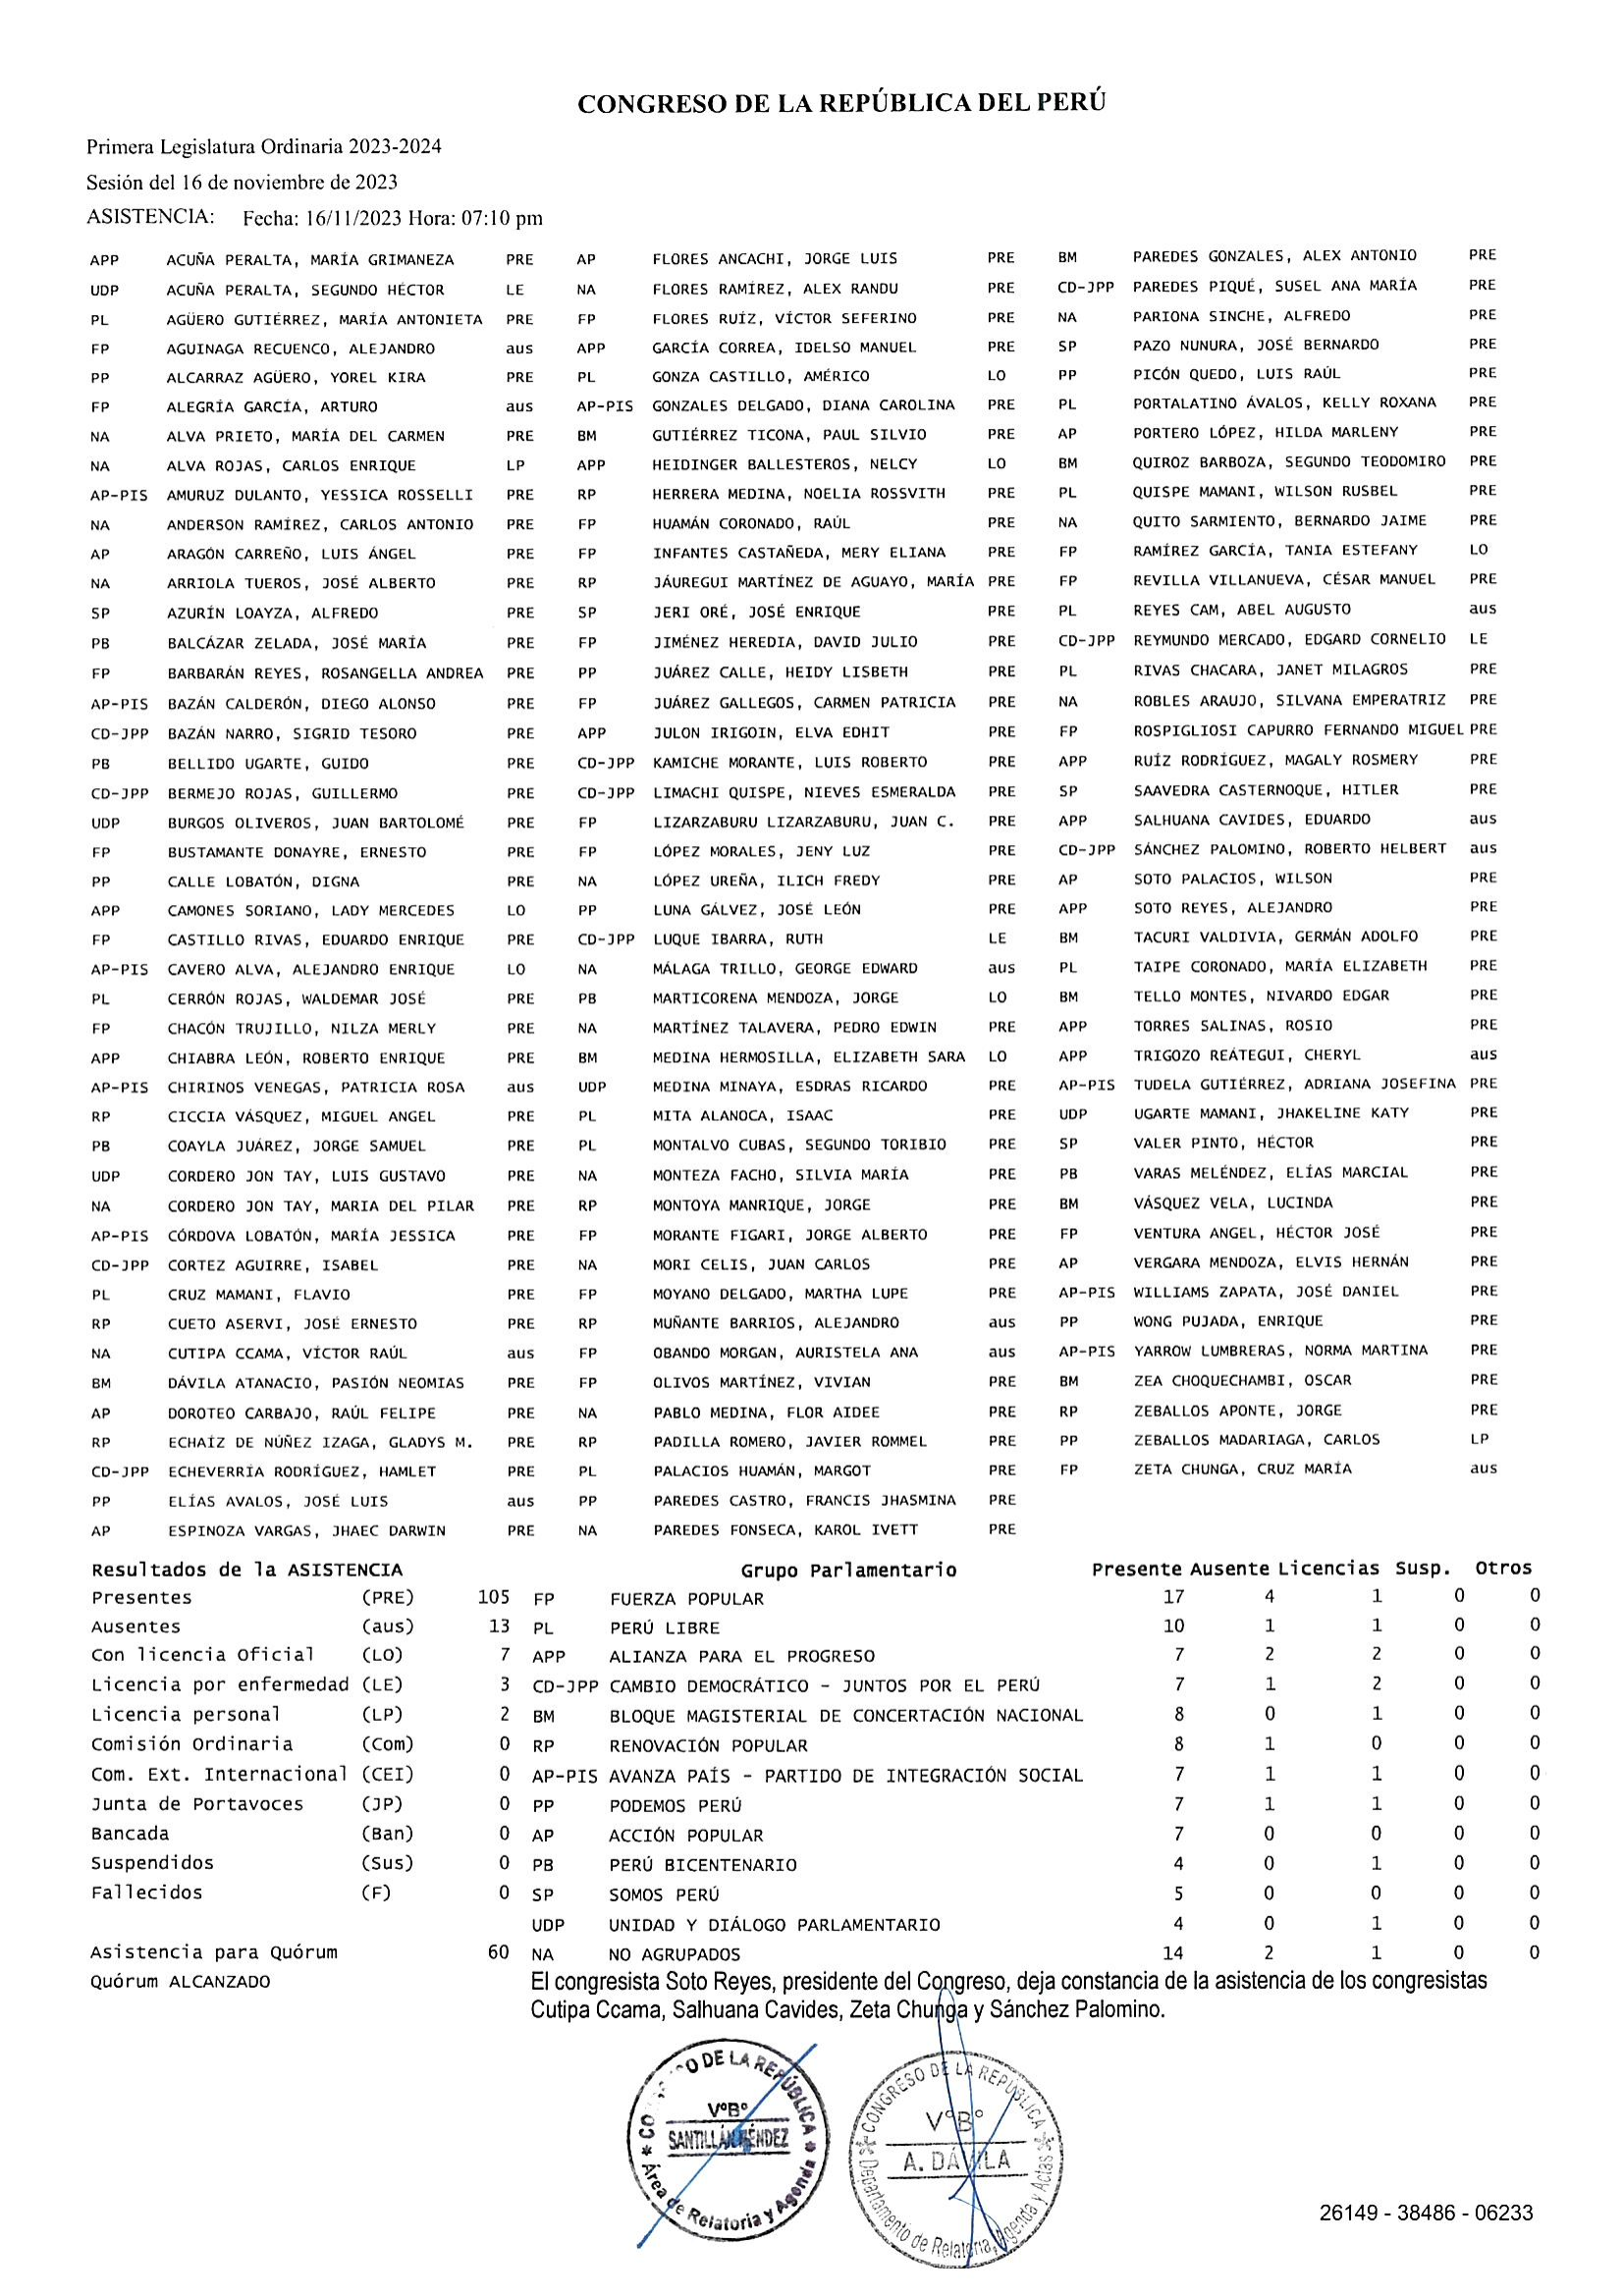 CONGRESO DE LA REPÚBLICA DEL PERÚ
Primera Legislatura Ordinaria 2023-2024
Sesión del 16 de noviembre de 2023
ASISTENCIA: Fecha: 16/11/2023 Hora: 07:10 pm
APP ACUÑA PERALTA, MARÍA GRIMANEZA PRE AP FLORES ANCACHI, JORGE LUIS PRE BM PAREDES GONZALES, ALEX ANTONIO PRE
UDP ACUÑA PERALTA, SEGUNDO HÉCTOR LE NA FLORES RAMÍREZ, ALEX RANDU PRE CD-JPP PAREDES PIQUÉ, SUSEL ANA MARÍA PRE
PL AGÜERO GUTIÉRREZ, MARÍA ANTONIETA PRE FP FLORES RUÍZ, VÍCTOR SEFERINO PRE NA PARIONA SINCHE, ALFREDO PRE
FP AGUINAGA RECUENCO, ALEJANDRO aus APP GARCÍA CORREA, IDELSO MANUEL PRE SP PAZO NUNURA, JOSÉ BERNARDO PRE
PP ALCARRAZ AGÜERO, YOREL KIRA PRE PL GONZA CASTILLO, AMÉRICO LO PP PICÓN QUEDO, LUIS RAÚL PRE
FP ALEGRÍA GARCÍA, ARTURO aus AP-PIS GONZALES DELGADO, DIANA CAROLINA PRE PL PORTALATINO ÁVALOS, KELLY ROXANA PRE
NA ALVA PRIETO, MARÍA DEL CARMEN PRE BM GUTIÉRREZ TICONA, PAUL SILVIO PRE AP PORTERO LÓPEZ, HILDA MARLENY PRE
NA ALVA ROJAS, CARLOS ENRIQUE LP APP HEIDINGER BALLESTEROS, NELCY LO BM QUIROZ BARBOZA, SEGUNDO TEODOMIRO PRE
AP-PIS AMURUZ DULANTO, YESSICA ROSSELLI PRE RP HERRERA MEDINA, NOELIA ROSSVITH PRE PL QUISPE MAMANI, WILSON RUSBEL PRE
NA ANDERSON RAMÍREZ, CARLOS ANTONIO PRE FP HUAMÁN CORONADO, RAÚL PRE NA QUITO SARMIENTO, BERNARDO JAIME PRE
AP ARAGÓN CARREÑO, LUIS ÁNGEL PRE FP INFANTES CASTAÑEDA, MERY ELIANA PRE FP RAMÍREZ GARCÍA, TANIA ESTEFANY LO
NA ARRIOLA TUEROS, JOSÉ ALBERTO PRE RP JÁUREGUI MARTÍNEZ DE AGUAYO, MARÍA PRE FP REVILLA VILLANUEVA, CÉSAR MANUEL PRE
SP AZURÍN LOAYZA, ALFREDO PRE SP JERI ORÉ, JOSÉ ENRIQUE PRE PL REYES CAM, ABEL AUGUSTO aus
PB BALCÁZAR ZELADA, JOSÉ MARÍA PRE FP JIMÉNEZ HEREDIA, DAVID JULIO PRE CD-JPP REYMUNDO MERCADO, EDGARD CORNELIO LE
FP BARBARÁN REYES, ROSANGELLA ANDREA PRE PP JUÁREZ CALLE, HEIDY LISBETH PRE PL RIVAS CHACARA, JANET MILAGROS PRE
AP-PIS BAZÁN CALDERÓN, DIEGO ALONSO PRE FP JUÁREZ GALLEGOS, CARMEN PATRICIA PRE NA ROBLES ARAUJO, SILVANA EMPERATRIZ PRE
CD-JPP BAZÁN NARRO, SIGRID TESORO PRE APP JULON IRIGOIN, ELVA EDHIT PRE FP ROSPIGLIOSI CAPURRO FERNANDO MIGUEL PRE
PB BELLIDO UGARTE, GUIDO PRE CD-JPP KAMICHE MORANTE, LUIS ROBERTO PRE APP RUÍZ RODRÍGUEZ, MAGALY ROSMERY PRE
CD-JPP BERMEJO ROJAS, GUILLERMO PRE CD-JPP LIMACHI QUISPE, NIEVES ESMERALDA PRE SP SAAVEDRA CASTERNOQUE, HITLER PRE
UDP BURGOS OLIVEROS, JUAN BARTOLOMÉ PRE FP LIZARZABURU LIZARZABURU, JUAN C. PRE APP SALHUANA CAVIDES, EDUARDO aus
FP BUSTAMANTE DONAYRE, ERNESTO PRE FP LÓPEZ MORALES, JENY LUZ PRE CD-JPP SÁNCHEZ PALOMINO, ROBERTO HELBERT aus
PP CALLE LOBATÓN, DIGNA PRE NA LÓPEZ UREÑA, ILICH FREDY PRE AP SOTO PALACIOS, WILSON PRE
APP CAMONES SORIANO, LADY MERCEDES LO PP LUNA GÁLVEZ, JOSÉ LEÓN PRE APP SOTO REYES, ALEJANDRO PRE
FP CASTILLO RIVAS, EDUARDO ENRIQUE PRE CD-JPP LUQUE IBARRA, RUTH LE BM TACURI VALDIVIA, GERMÁN ADOLFO PRE
AP-PIS CAVERO ALVA, ALEJANDRO ENRIQUE LO NA MÁLAGA TRILLO, GEORGE EDWARD aus PL TAIPE CORONADO, MARÍA ELIZABETH PRE
PL CERRÓN ROJAS, WALDEMAR JOSÉ PRE PB MARTICORENA MENDOZA, JORGE LO BM TELLO MONTES, NIVARDO EDGAR PRE
FP CHACÓN TRUJILLO, NILZA MERLY PRE NA MARTÍNEZ TALAVERA, PEDRO EDWIN PRE APP TORRES SALINAS, ROSIO PRE
APP CHIABRA LEÓN, ROBERTO ENRIQUE PRE BM MEDINA HERMOSILLA, ELIZABETH SARA LO APP TRIGOZO REÁTEGUI, CHERYL aus
AP-PIS CHIRINOS VENEGAS, PATRICIA ROSA aus UDP MEDINA MINAYA, ESDRAS RICARDO PRE AP-PIS TUDELA GUTIÉRREZ, ADRIANA JOSEFINA PRE
RP CICCIA VÁSQUEZ, MIGUEL ANGEL PRE PL MITA ALANOCA, ISAAC PRE UDP UGARTE MAMANI, JHAKELINE KATY PRE
PB COAYLA JUÁREZ, JORGE SAMUEL PRE PL MONTALVO CUBAS, SEGUNDO TORIBIO PRE SP VALER PINTO, HÉCTOR PRE
UDP CORDERO JON TAY, LUIS GUSTAVO PRE NA MONTEZA FACHO, SILVIA MARÍA PRE PB VARAS MELÉNDEZ, ELÍAS MARCIAL PRE
NA CORDERO JON TAY, MARIA DEL PILAR PRE RP MONTOYA MANRIQUE, JORGE PRE BM VÁSQUEZ VELA, LUCINDA PRE
AP-PIS CÓRDOVA LOBATÓN, MARÍA JESSICA PRE FP MORANTE FIGARI, JORGE ALBERTO PRE FP VENTURA ANGEL, HÉCTOR JOSÉ PRE
CD-JPP CORTEZ AGUIRRE, ISABEL PRE NA MORI CELIS, JUAN CARLOS PRE AP VERGARA MENDOZA, ELVIS HERNÁN PRE
PL CRUZ MAMANI, FLAVIO PRE FP MOYANO DELGADO, MARTHA LUPE PRE AP-PIS WILLIAMS ZAPATA, JOSÉ DANIEL PRE
RP CUETO ASERVI, JOSÉ ERNESTO PRE RP MUÑANTE BARRIOS, ALEJANDRO aus PP WONG PUJADA, ENRIQUE PRE
NA CUTIPA CCAMA, VÍCTOR RAÚL aus FP OBANDO MORGAN, AURISTELA ANA aus AP-PIS YARROW LUMBRERAS, NORMA MARTINA PRE
BM DÁVILA ATANACIO, PASIÓN NEOMIAS PRE FP OLIVOS MARTÍNEZ, VIVIAN PRE BM ZEA CHOQUECHAMBI, OSCAR PRE
AP DOROTEO CARBAJO, RAÚL FELIPE PRE NA PABLO MEDINA, FLOR AIDEE PRE RP ZEBALLOS APONTE, JORGE PRE
RP ECHAÍZ DE NÚÑEZ IZAGA, GLADYS M. PRE RP PADILLA ROMERO, JAVIER ROMMEL PRE PP ZEBALLOS MADARIAGA, CARLOS LP
CD-JPP ECHEVERRÍA RODRÍGUEZ, HAMLET PRE PL PALACIOS HUAMÁN, MARGOT PRE FP ZETA CHUNGA, CRUZ MARÍA aus
PP ELÍAS AVALOS, JOSÉ LUIS aus PP PAREDES CASTRO, FRANCIS JHASMINA PRE
AP ESPINOZA VARGAS, JHAEC DARWIN PRE NA PAREDES FONSECA, KAROL IVETT PRE
Resultados de la ASISTENCIA Grupo Parlamentario Presente Ausente Licencias Susp. Otros
Presentes (PRE) 105 FP FUERZA POPULAR 17 4 1 0 0
Ausentes (aus) 13 PL PERÚ LIBRE 10 1 1 0 0
Con licencia Oficial (LO) 7 APP ALIANZA PARA EL PROGRESO 7 2 2 0 0
Licencia por enfermedad (LE) 3 CD-JPP CAMBIO DEMOCRÁTICO - JUNTOS POR EL PERÚ 7 1 2 0 0
Licencia personal (LP) 2 BM BLOQUE MAGISTERIAL DE CONCERTACIÓN NACIONAL 8 0 1 0 0
Comisión Ordinaria (Com) 0 RP RENOVACIÓN POPULAR 8 1 0 0 0
Com. Ext. Internacional (CEI) 0 AP-PIS AVANZA PAÍS - PARTIDO DE INTEGRACIÓN SOCIAL 7 1 1 0 0
Junta de Portavoces (JP) 0 PP PODEMOS PERÚ 7 1 1 0 0
Bancada (Ban) 0 AP ACCIÓN POPULAR 7 0 0 0 0
Suspendidos (Sus) 0 PB PERÚ BICENTENARIO 4 0 1 0 0
Fallecidos (F) 0 SP SOMOS PERÚ 5 0 0 0 0
UDP UNIDAD Y DIÁLOGO PARLAMENTARIO 4 0 1 0 0
Asistencia para Quórum 60 NA NO AGRUPADOS 14 2 1 0 0
Quórum ALCANZADO El congresista Soto Reyes, presidente del Congreso, deja constancia de la asistencia de los congresistas
Cutipa Ccama, Salhuana Cavides, Zeta Chunga y Sánchez Palomino.
DE LA REPÚBLICA
V°B°
SANTILLÁN MÉNDEZ
Área de Relatoría y Agenda
CONGRESO DE LA REPÚBLICA
V°B°
A. DÁVILA
Departamento de Relatoría, Agenda y Actas
26149 - 38486 - 06233